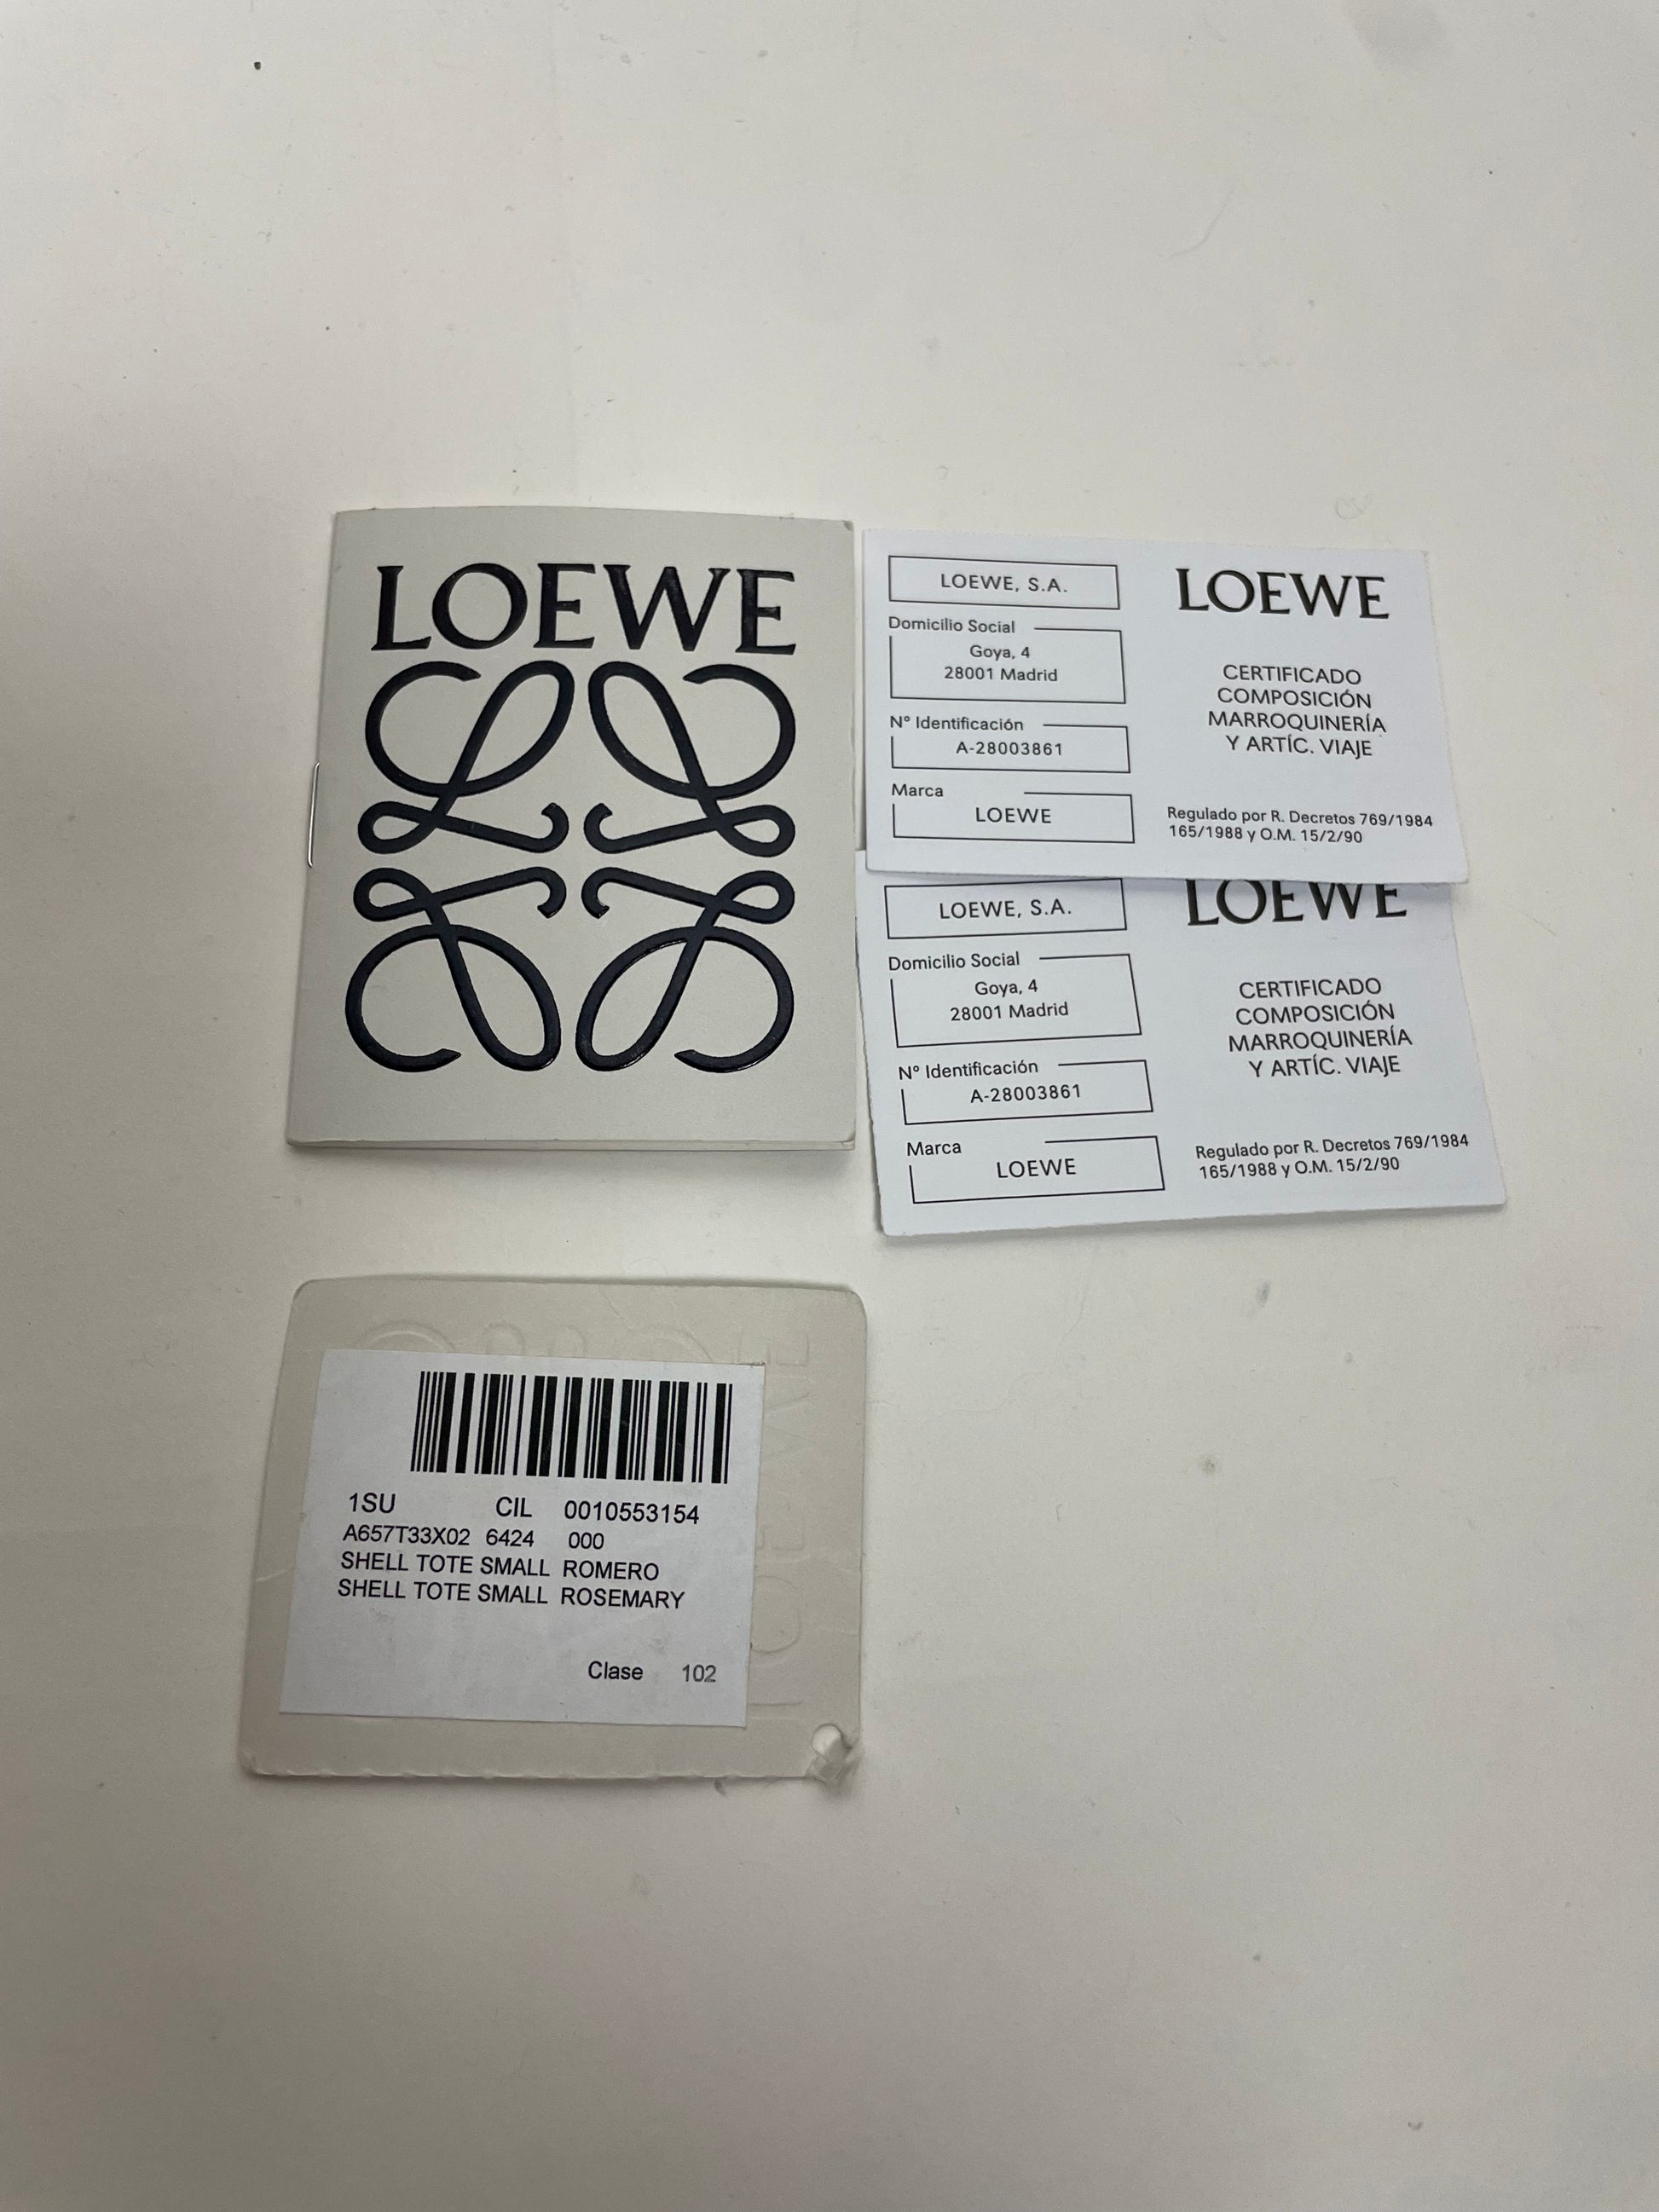 LOEWE
LOEWE, S.A.
Domicilio Social
Goya, 4
28001 Madrid
Nº Identificación
A-28003861
Marca
LOEWE
LOEWE
CERTIFICADO
COMPOSICIÓN
MARROQUINERÍA
Y ARTÍC. VIAJE
Regulado por R. Decretos 769/1984
165/1988 y O.M. 15/2/90
LOEWE, S.A.
Domicilio Social
Goya, 4
28001 Madrid
Nº Identificación
A-28003861
Marca
LOEWE
LOEWE
CERTIFICADO
COMPOSICIÓN
MARROQUINERÍA
Y ARTÍC. VIAJE
Regulado por R. Decretos 769/1984
165/1988 y O.M. 15/2/90
LOEWE
1SU CIL 0010553154
A657T33X02 6424 000
SHELL TOTE SMALL ROMERO
SHELL TOTE SMALL ROSEMARY
Clase 102